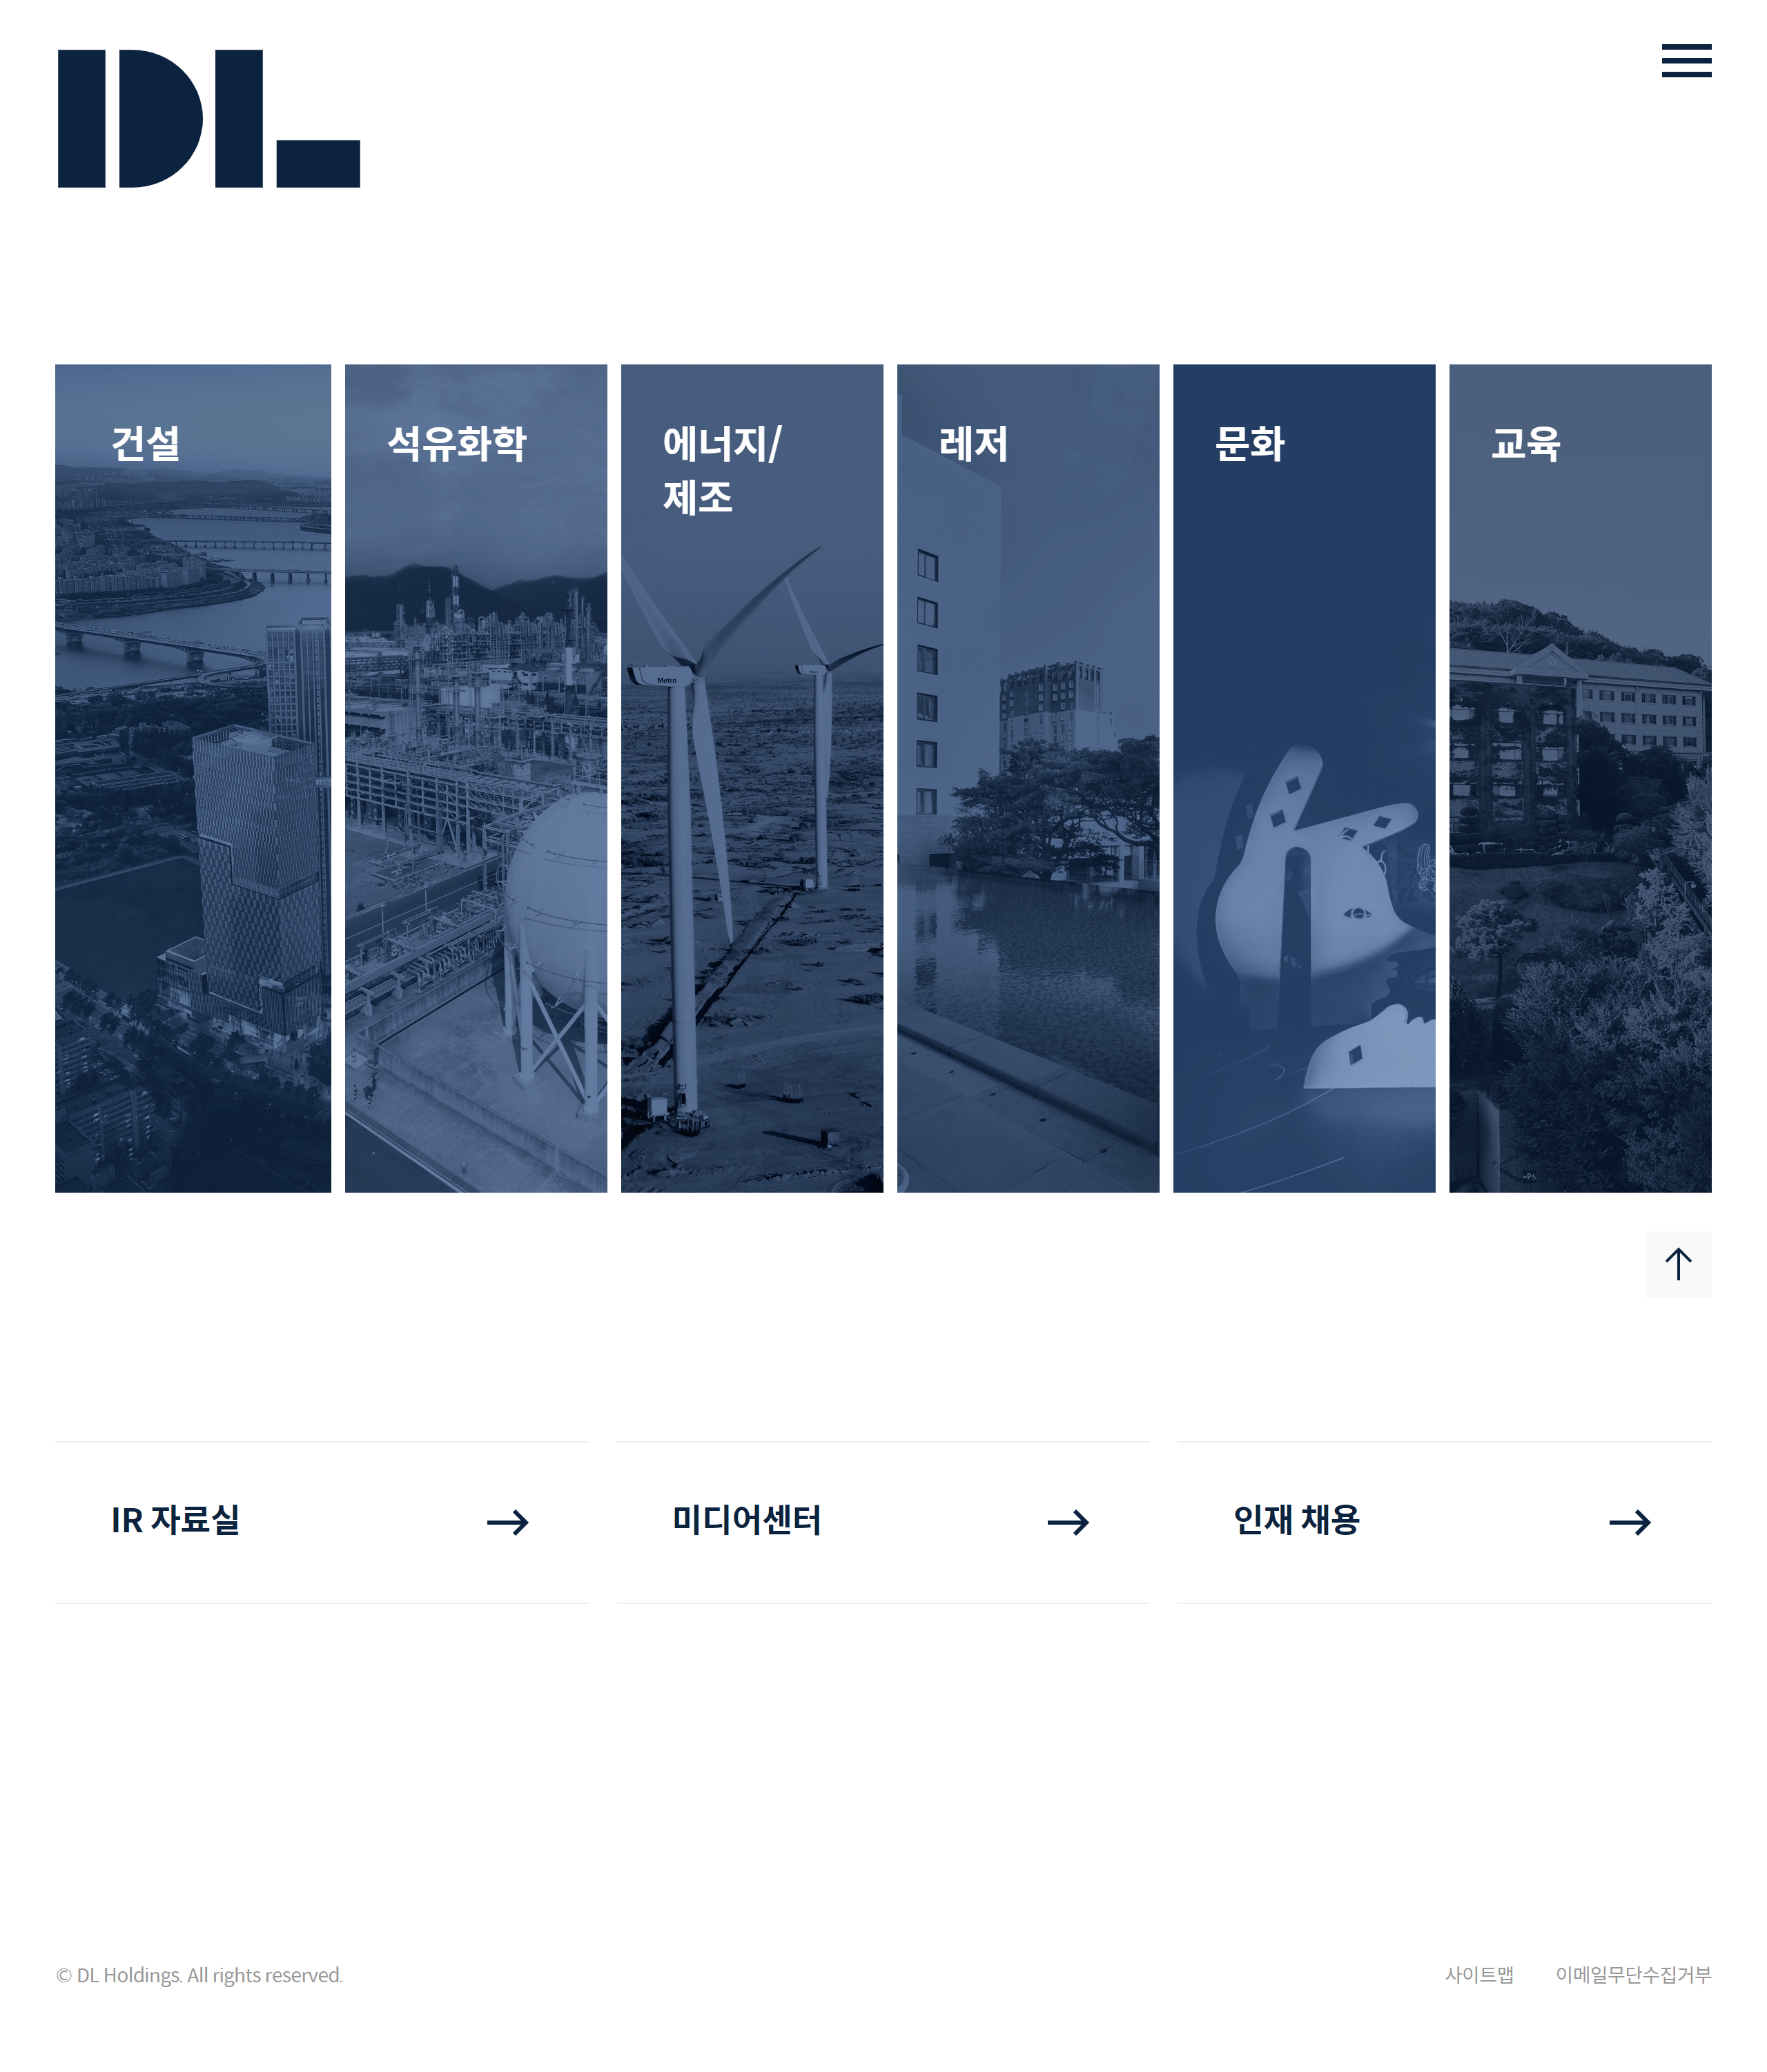 DL
건설
석유화학
에너지/
제조
레저
문화
교육
Metro
IR 자료실
미디어센터
인재 채용
© DL Holdings. All rights reserved.
사이트맵
이메일무단수집거부